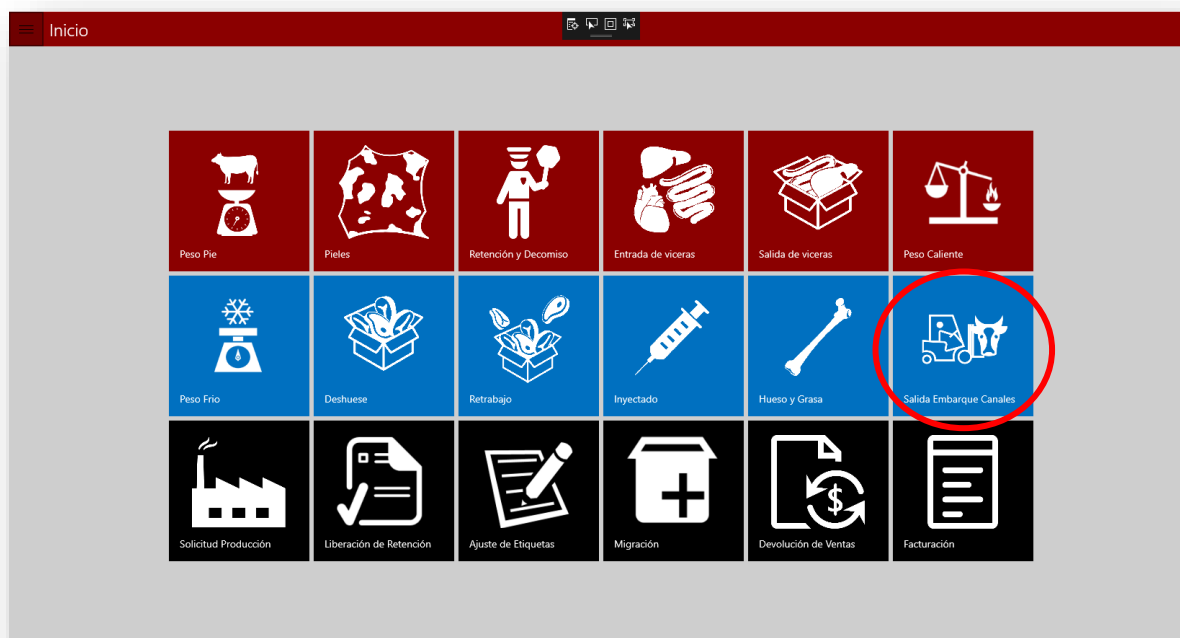 Inicio
Peso Pie
Pieles
Retención y Decomiso
Entrada de viceras
Salida de viceras
Peso Caliente
Peso Frio
Deshuese
Retrabajo
Inyectado
Hueso y Grasa
Salida Embarque Canales
Solicitud Producción
Liberación de Retención
Ajuste de Etiquetas
Migración
Devolución de Ventas
Facturación